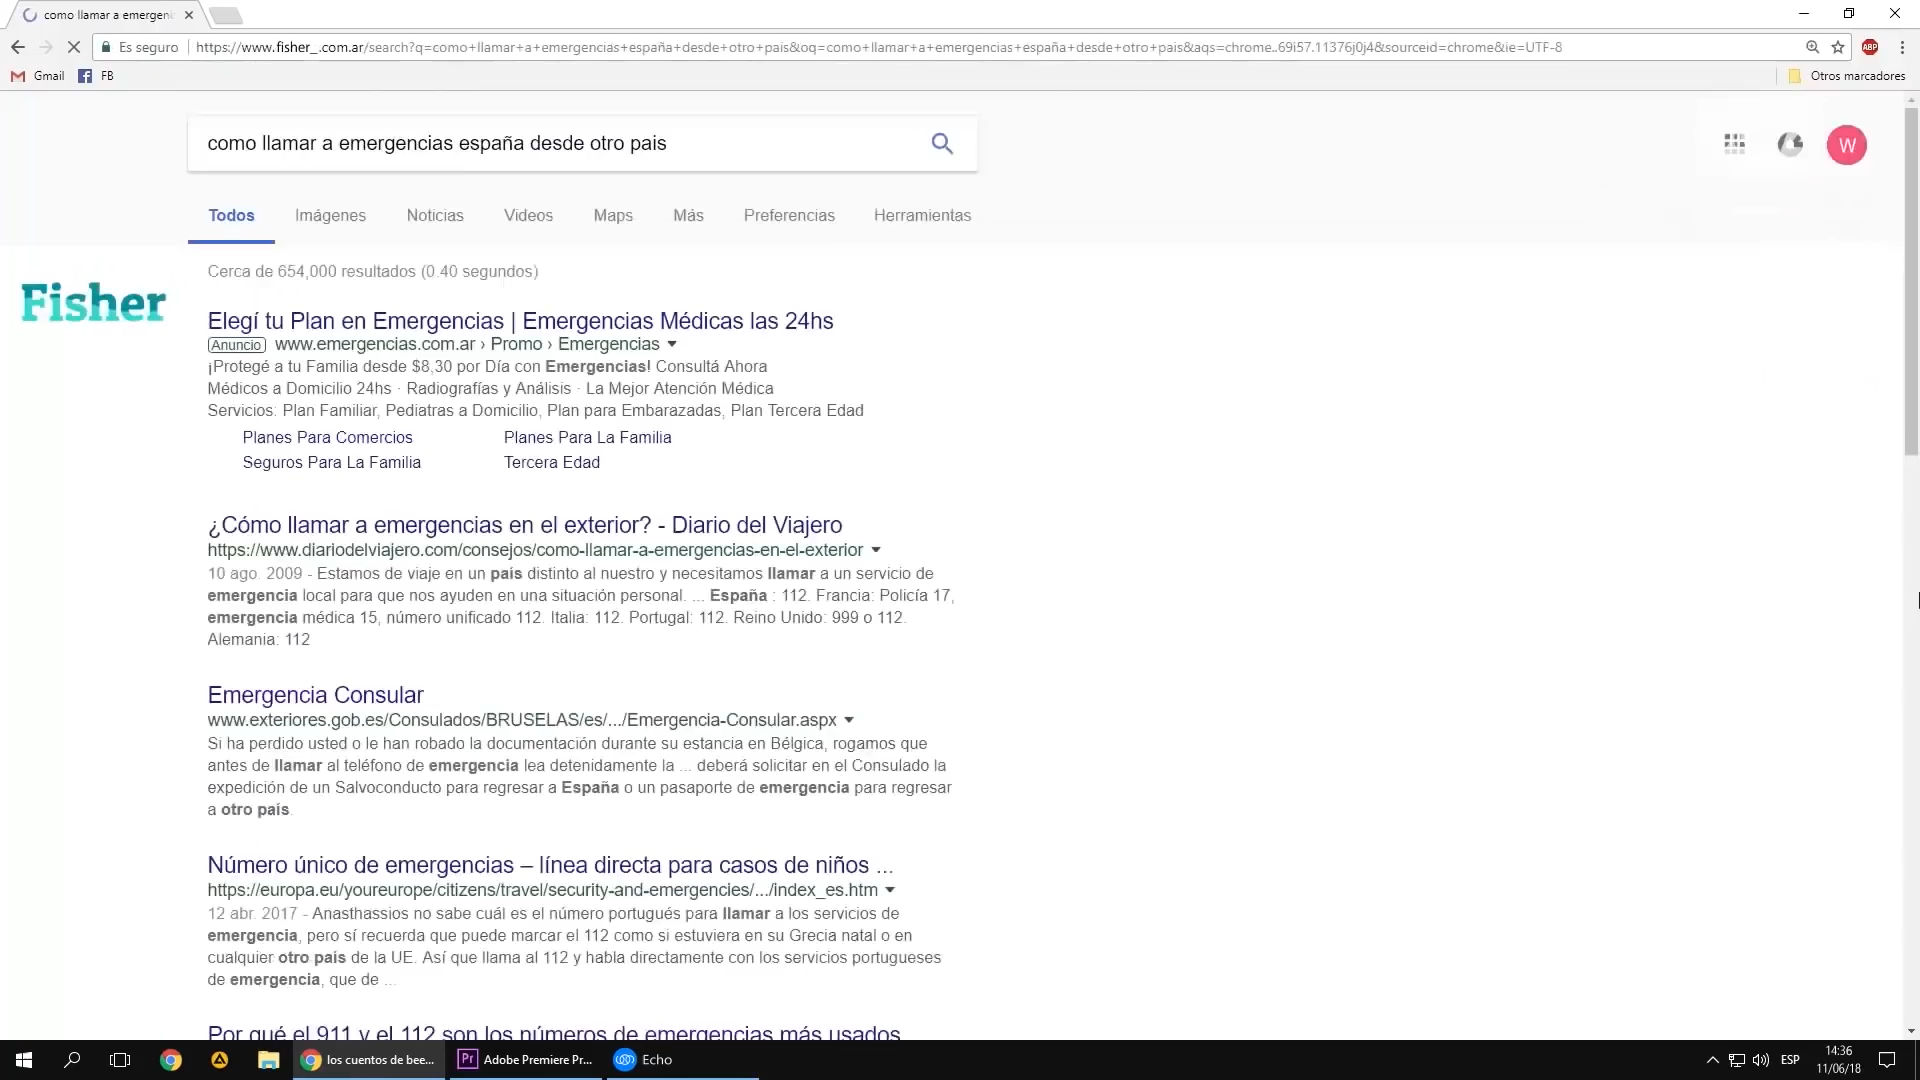 como llamar a emergenci
Es seguro
https://www.fisher_.com.ar/search?q=como+llamar+a+emergencias+españa+desde+otro+pais&oq=como+llamar+a+emergencias+españa+desde+otro+pais&aqs=chrome..69i57.11376j0j4&sourceid=chrome&ie=UTF-8
ABP
Gmail
FB
Otros marcadores
como llamar a emergencias españa desde otro pais
W
Todos
Imágenes
Noticias
Videos
Maps
Más
Preferencias
Herramientas
Cerca de 654,000 resultados (0.40 segundos)
Fisher
Elegí tu Plan en Emergencias | Emergencias Médicas las 24hs
Anuncio www.emergencias.com.ar › Promo › Emergencias
¡Protegé a tu Familia desde $8,30 por Día con Emergencias! Consultá Ahora
Médicos a Domicilio 24hs · Radiografías y Análisis · La Mejor Atención Médica
Servicios: Plan Familiar, Pediatras a Domicilio, Plan para Embarazadas, Plan Tercera Edad
Planes Para Comercios
Planes Para La Familia
Seguros Para La Familia
Tercera Edad
¿Cómo llamar a emergencias en el exterior? - Diario del Viajero
https://www.diariodelviajero.com/consejos/como-llamar-a-emergencias-en-el-exterior
10 ago. 2009 - Estamos de viaje en un país distinto al nuestro y necesitamos llamar a un servicio de
emergencia local para que nos ayuden en una situación personal. ... España : 112. Francia: Policía 17,
emergencia médica 15, número unificado 112. Italia: 112. Portugal: 112. Reino Unido: 999 o 112.
Alemania: 112
Emergencia Consular
www.exteriores.gob.es/Consulados/BRUSELAS/es/.../Emergencia-Consular.aspx
Si ha perdido usted o le han robado la documentación durante su estancia en Bélgica, rogamos que
antes de llamar al teléfono de emergencia lea detenidamente la ... deberá solicitar en el Consulado la
expedición de un Salvoconducto para regresar a España o un pasaporte de emergencia para regresar
a otro país.
Número único de emergencias – línea directa para casos de niños ...
https://europa.eu/youreurope/citizens/travel/security-and-emergencies/.../index_es.htm
12 abr. 2017 - Anasthassios no sabe cuál es el número portugués para llamar a los servicios de
emergencia, pero sí recuerda que puede marcar el 112 como si estuviera en su Grecia natal o en
cualquier otro país de la UE. Así que llama al 112 y habla directamente con los servicios portugueses
de emergencia, que de ...
Por qué el 911 y el 112 son los números de emergencias más usados
los cuentos de bee...
Pr
Adobe Premiere Pr...
Echo
ESP
14:36
11/06/18